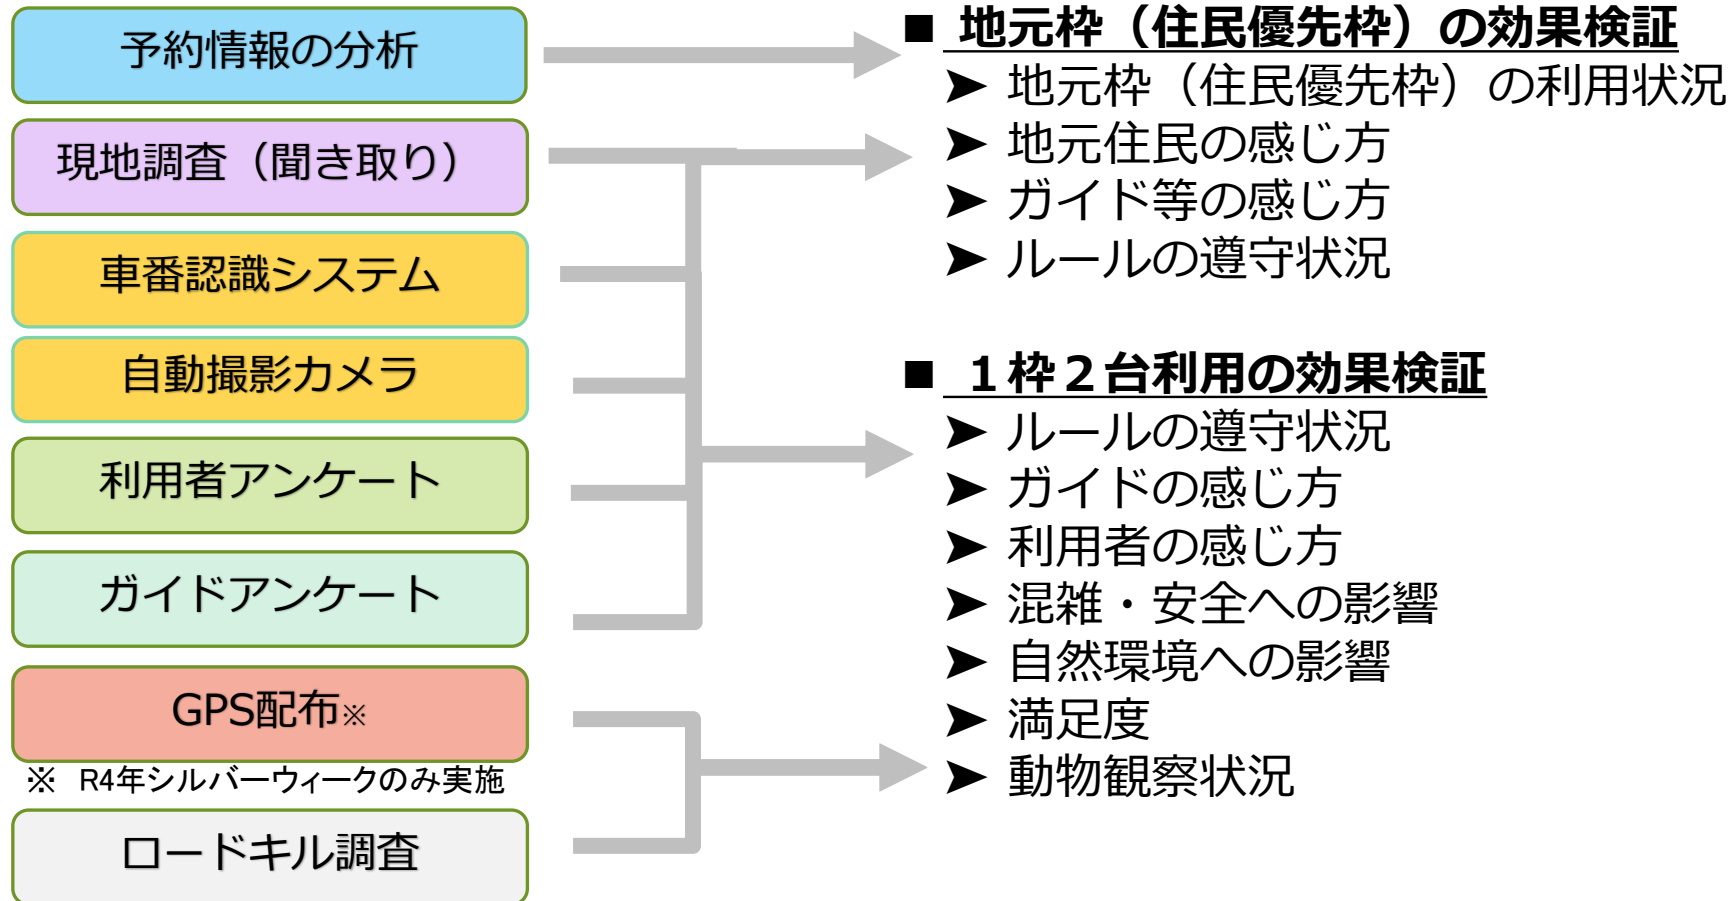 予約情報の分析
現地調査（聞き取り）
車番認識システム
自動撮影カメラ
利用者アンケート
ガイドアンケート
GPS配布※
※ R4年シルバーウィークのみ実施
ロードキル調査
■ 地元枠（住民優先枠）の効果検証
➤ 地元枠（住民優先枠）の利用状況
➤ 地元住民の感じ方
➤ ガイド等の感じ方
➤ ルールの遵守状況
■ １枠２台利用の効果検証
➤ ルールの遵守状況
➤ ガイドの感じ方
➤ 利用者の感じ方
➤ 混雑・安全への影響
➤ 自然環境への影響
➤ 満足度
➤ 動物観察状況